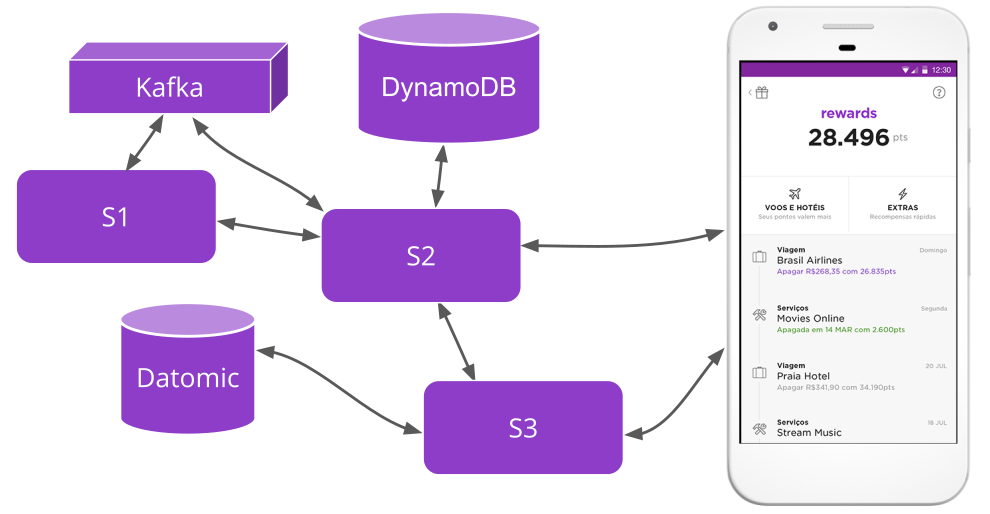 Kafka
DynamoDB
S1
S2
Datomic
S3
12:30
rewards
28.496 pts
VOOS E HOTÉIS
Seus pontos valem mais
EXTRAS
Recompensas rápidas
Viagem
Domingo
Brasil Airlines
Apagar R$268,35 com 26.835pts
Serviços
Segunda
Movies Online
Apagada em 14 MAR com 2.600pts
Viagem
20 JUL
Praia Hotel
Apagar R$341,90 com 34.190pts
Serviços
18 JUL
Stream Music